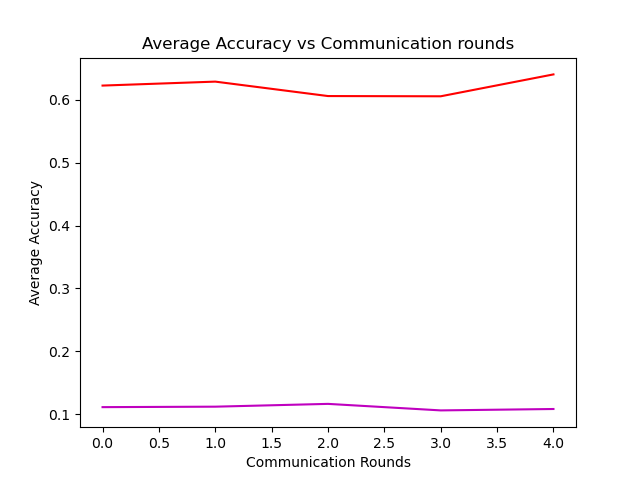 Average Accuracy vs Communication rounds
Average Accuracy
0.6
0.5
0.4
0.3
0.2
0.1
0.0 0.5 1.0 1.5 2.0 2.5 3.0 3.5 4.0
Communication Rounds